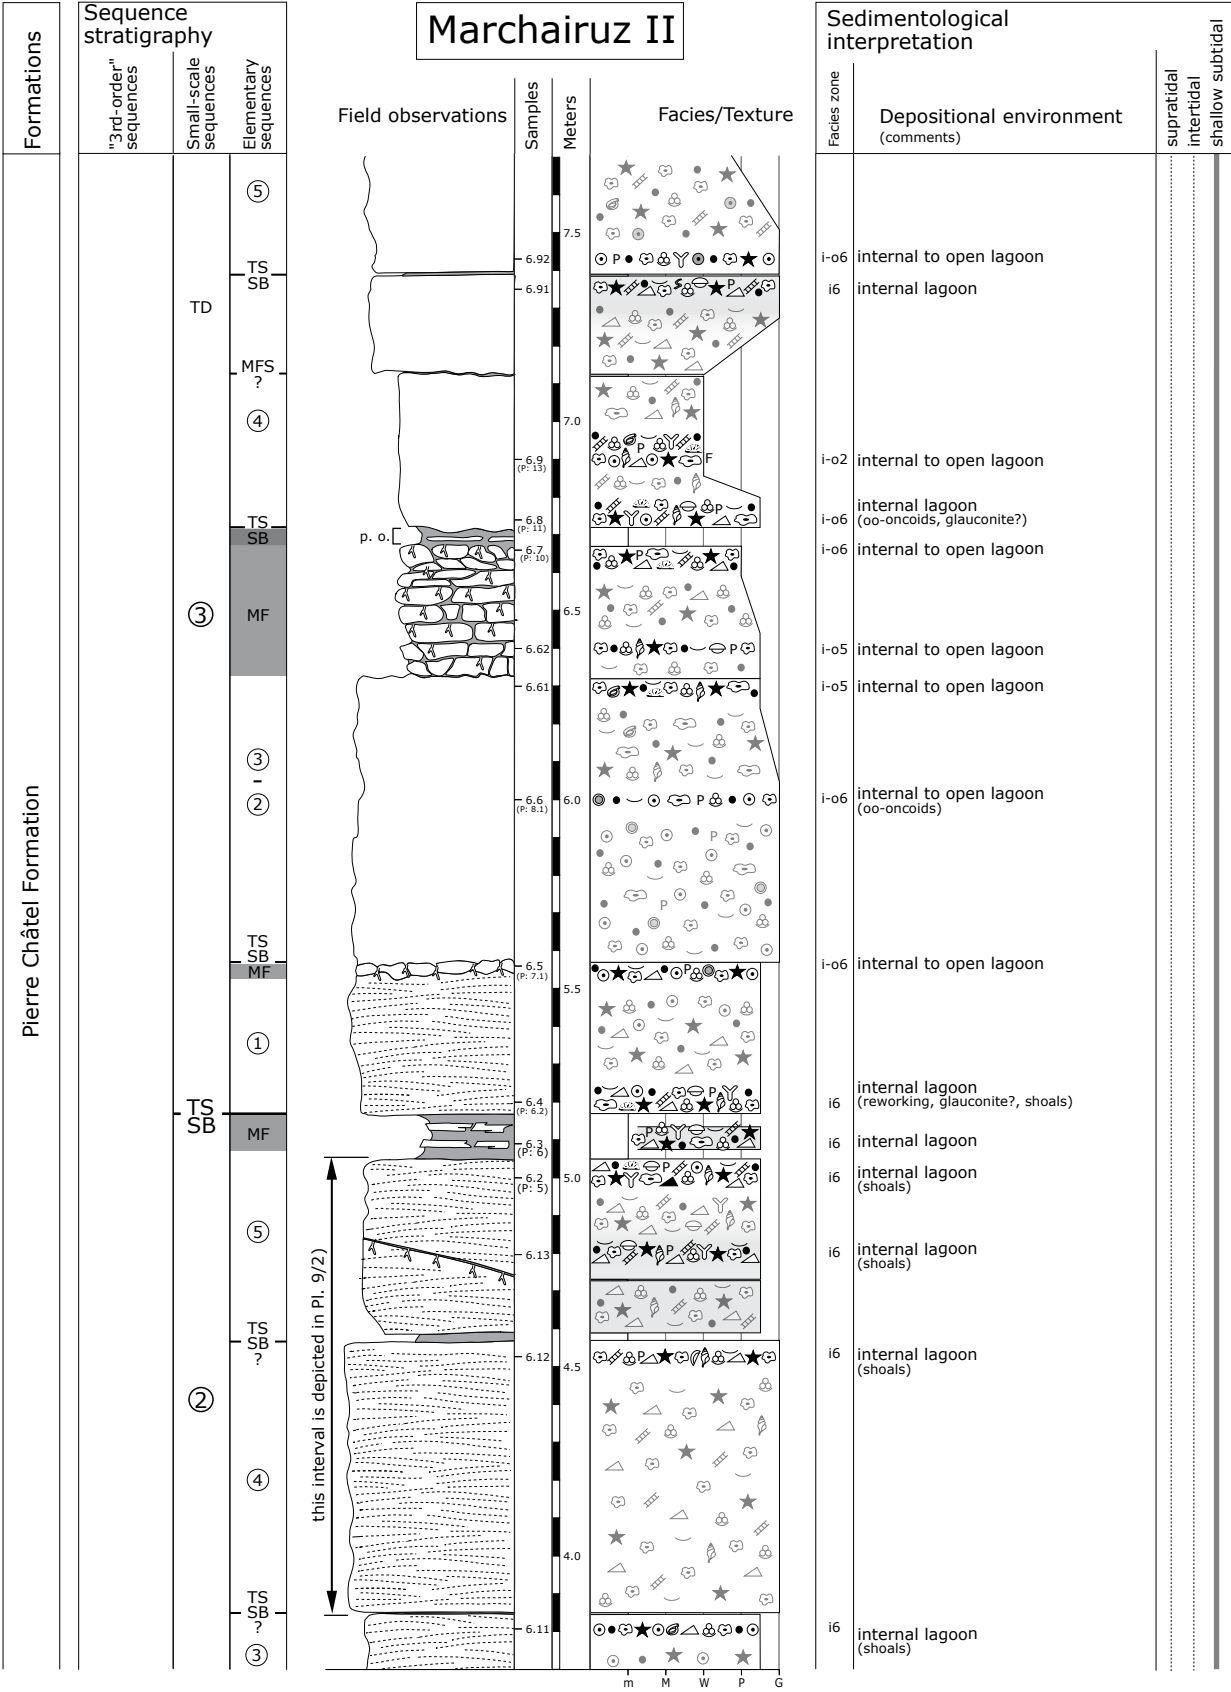 Marchairuz II
Formations
Sequence
stratigraphy
"3rd-order"
sequences
Small-scale
sequences
Elementary
sequences
Field observations
Samples
Meters
Facies/Texture
Sedimentological
interpretation
Facies zone
Depositional environment
(comments)
supratidal
intertidal
shallow subtidal
Pierre Châtel Formation
5
7.5
TS
6.92
P
i-o6 internal to open lagoon
SB
6.91
P
i6 internal lagoon
TD
MFS
?
4
7.0
P
6.9
(P: 13)
F
i-o2 internal to open lagoon
P
internal lagoon
TS
6.8
(P: 11)
i-o6 (oo-oncoids, glauconite?)
SB
p. o.
6.7
(P: 10)
P
i-o6 internal to open lagoon
3
MF
6.5
6.62
P
i-o5 internal to open lagoon
6.61
i-o5 internal to open lagoon
3
-
2
6.6
(P: 8.1)
6.0
P
i-o6 internal to open lagoon
(oo-oncoids)
P
P
TS
SB
MF
6.5
(P: 7.1)
P
i-o6 internal to open lagoon
5.5
1
P
internal lagoon
TS
6.4
(P: 6.2)
i6 (reworking, glauconite?, shoals)
SB
MF
P
6.3
(P: 6)
i6 internal lagoon
6.2
(P: 5)
5.0
P
i6 internal lagoon
(shoals)
5
this interval is depicted in Pl. 9/2)
6.13
P
i6 internal lagoon
(shoals)
TS
SB
?
6.12
4.5
P
i6 internal lagoon
(shoals)
2
4
4.0
TS
SB
?
6.11
i6 internal lagoon
(shoals)
3
m M W P G